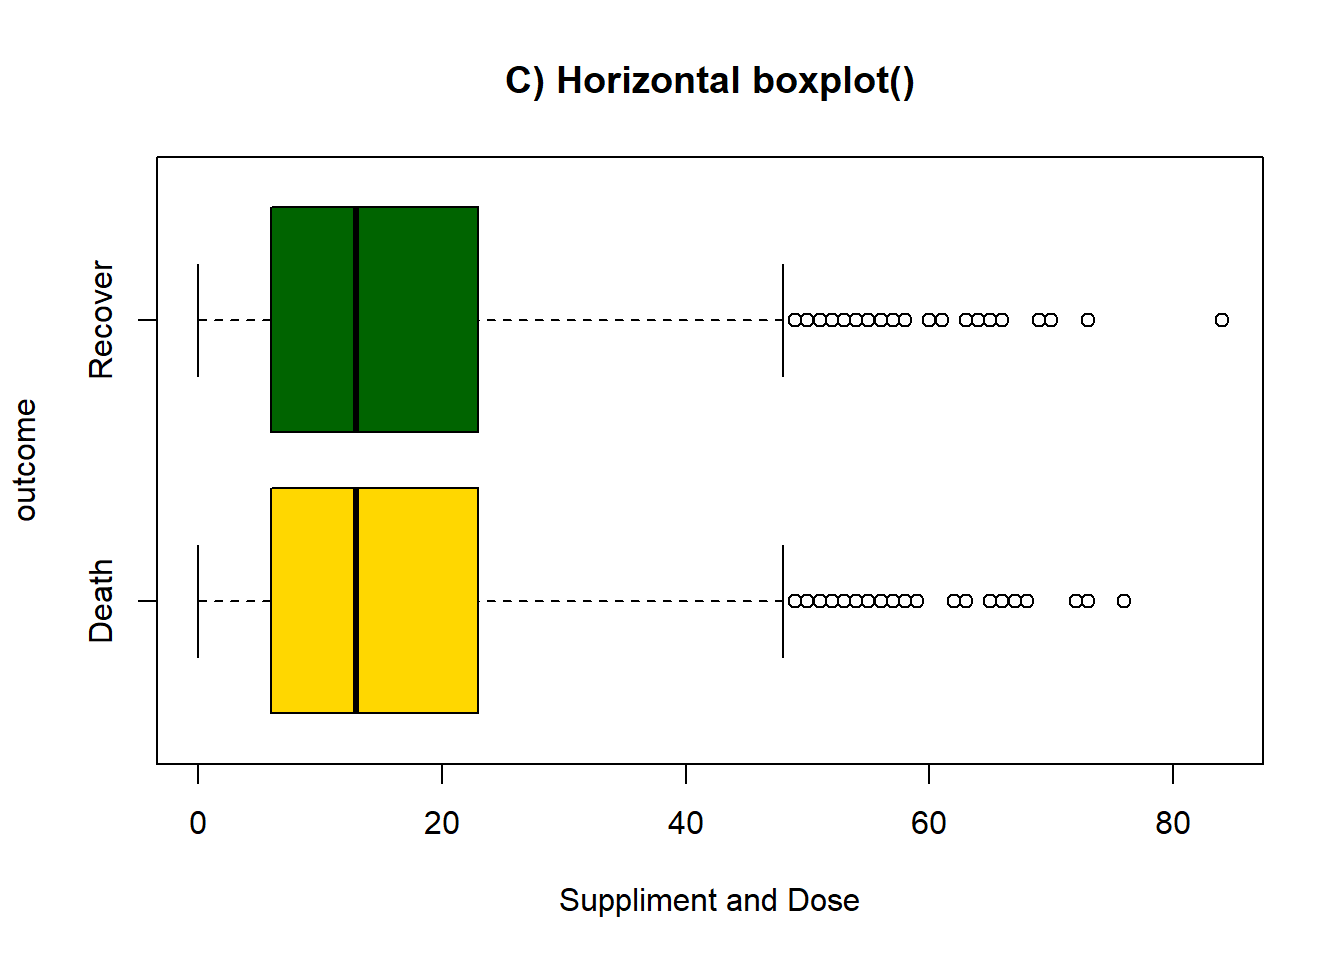 C) Horizontal boxplot()
outcome
Recover
Death
0 20 40 60 80
Suppliment and Dose